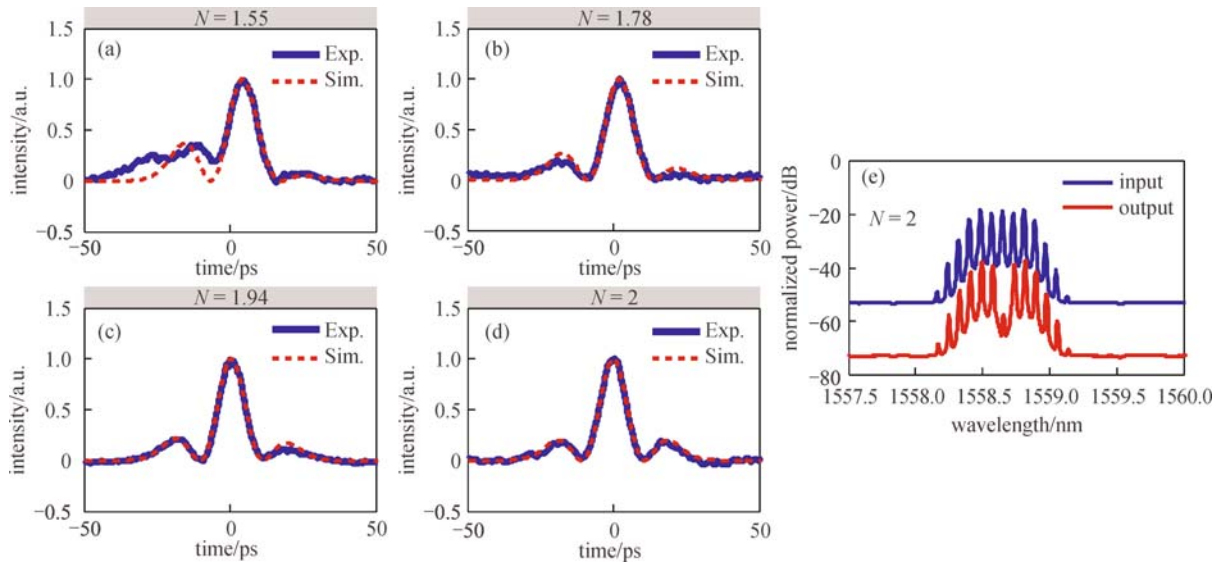 N = 1.55
(a)
Exp.
Sim.
1.5
1.0
0.5
0
−0.5
intensity/a.u.
−50
0
50
time/ps
N = 1.78
(b)
Exp.
Sim.
1.5
1.0
0.5
0
−0.5
intensity/a.u.
−50
0
50
time/ps
N = 1.94
(c)
Exp.
Sim.
1.5
1.0
0.5
0
−0.5
intensity/a.u.
−50
0
50
time/ps
N = 2
(d)
Exp.
Sim.
1.5
1.0
0.5
0
−0.5
intensity/a.u.
−50
0
50
time/ps
(e)
input
output
N = 2
0
−20
−40
−60
−80
normalized power/dB
1557.5 1558.0 1558.5 1559.0 1559.5 1560.0
wavelength/nm